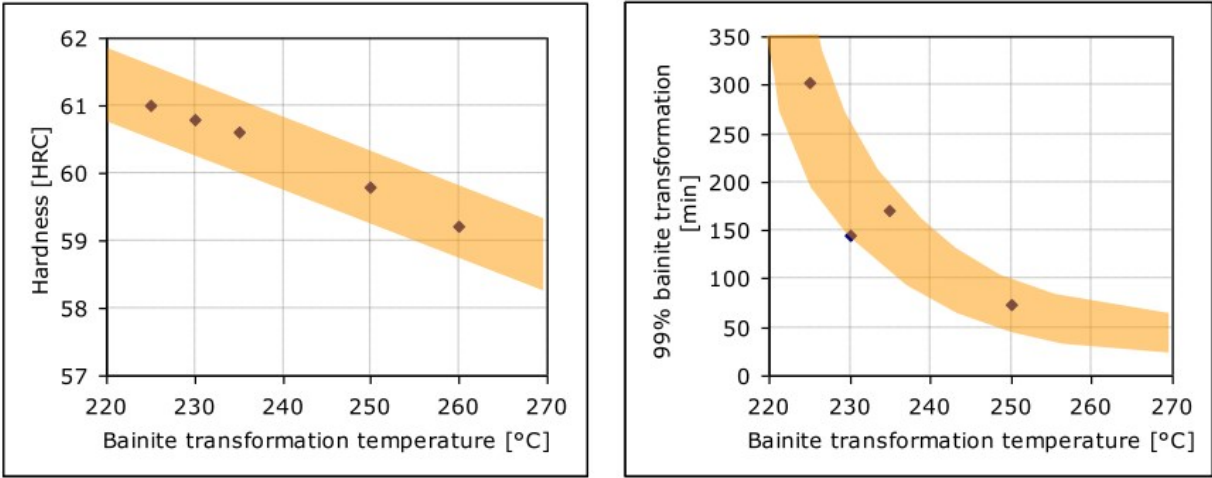 62
61
60
59
58
57
Hardness [HRC]
220 230 240 250 260 270
Bainite transformation temperature [°C]
350
300
250
200
150
100
50
0
99% bainite transformation
[min]
220 230 240 250 260 270
Bainite transformation temperature [°C]